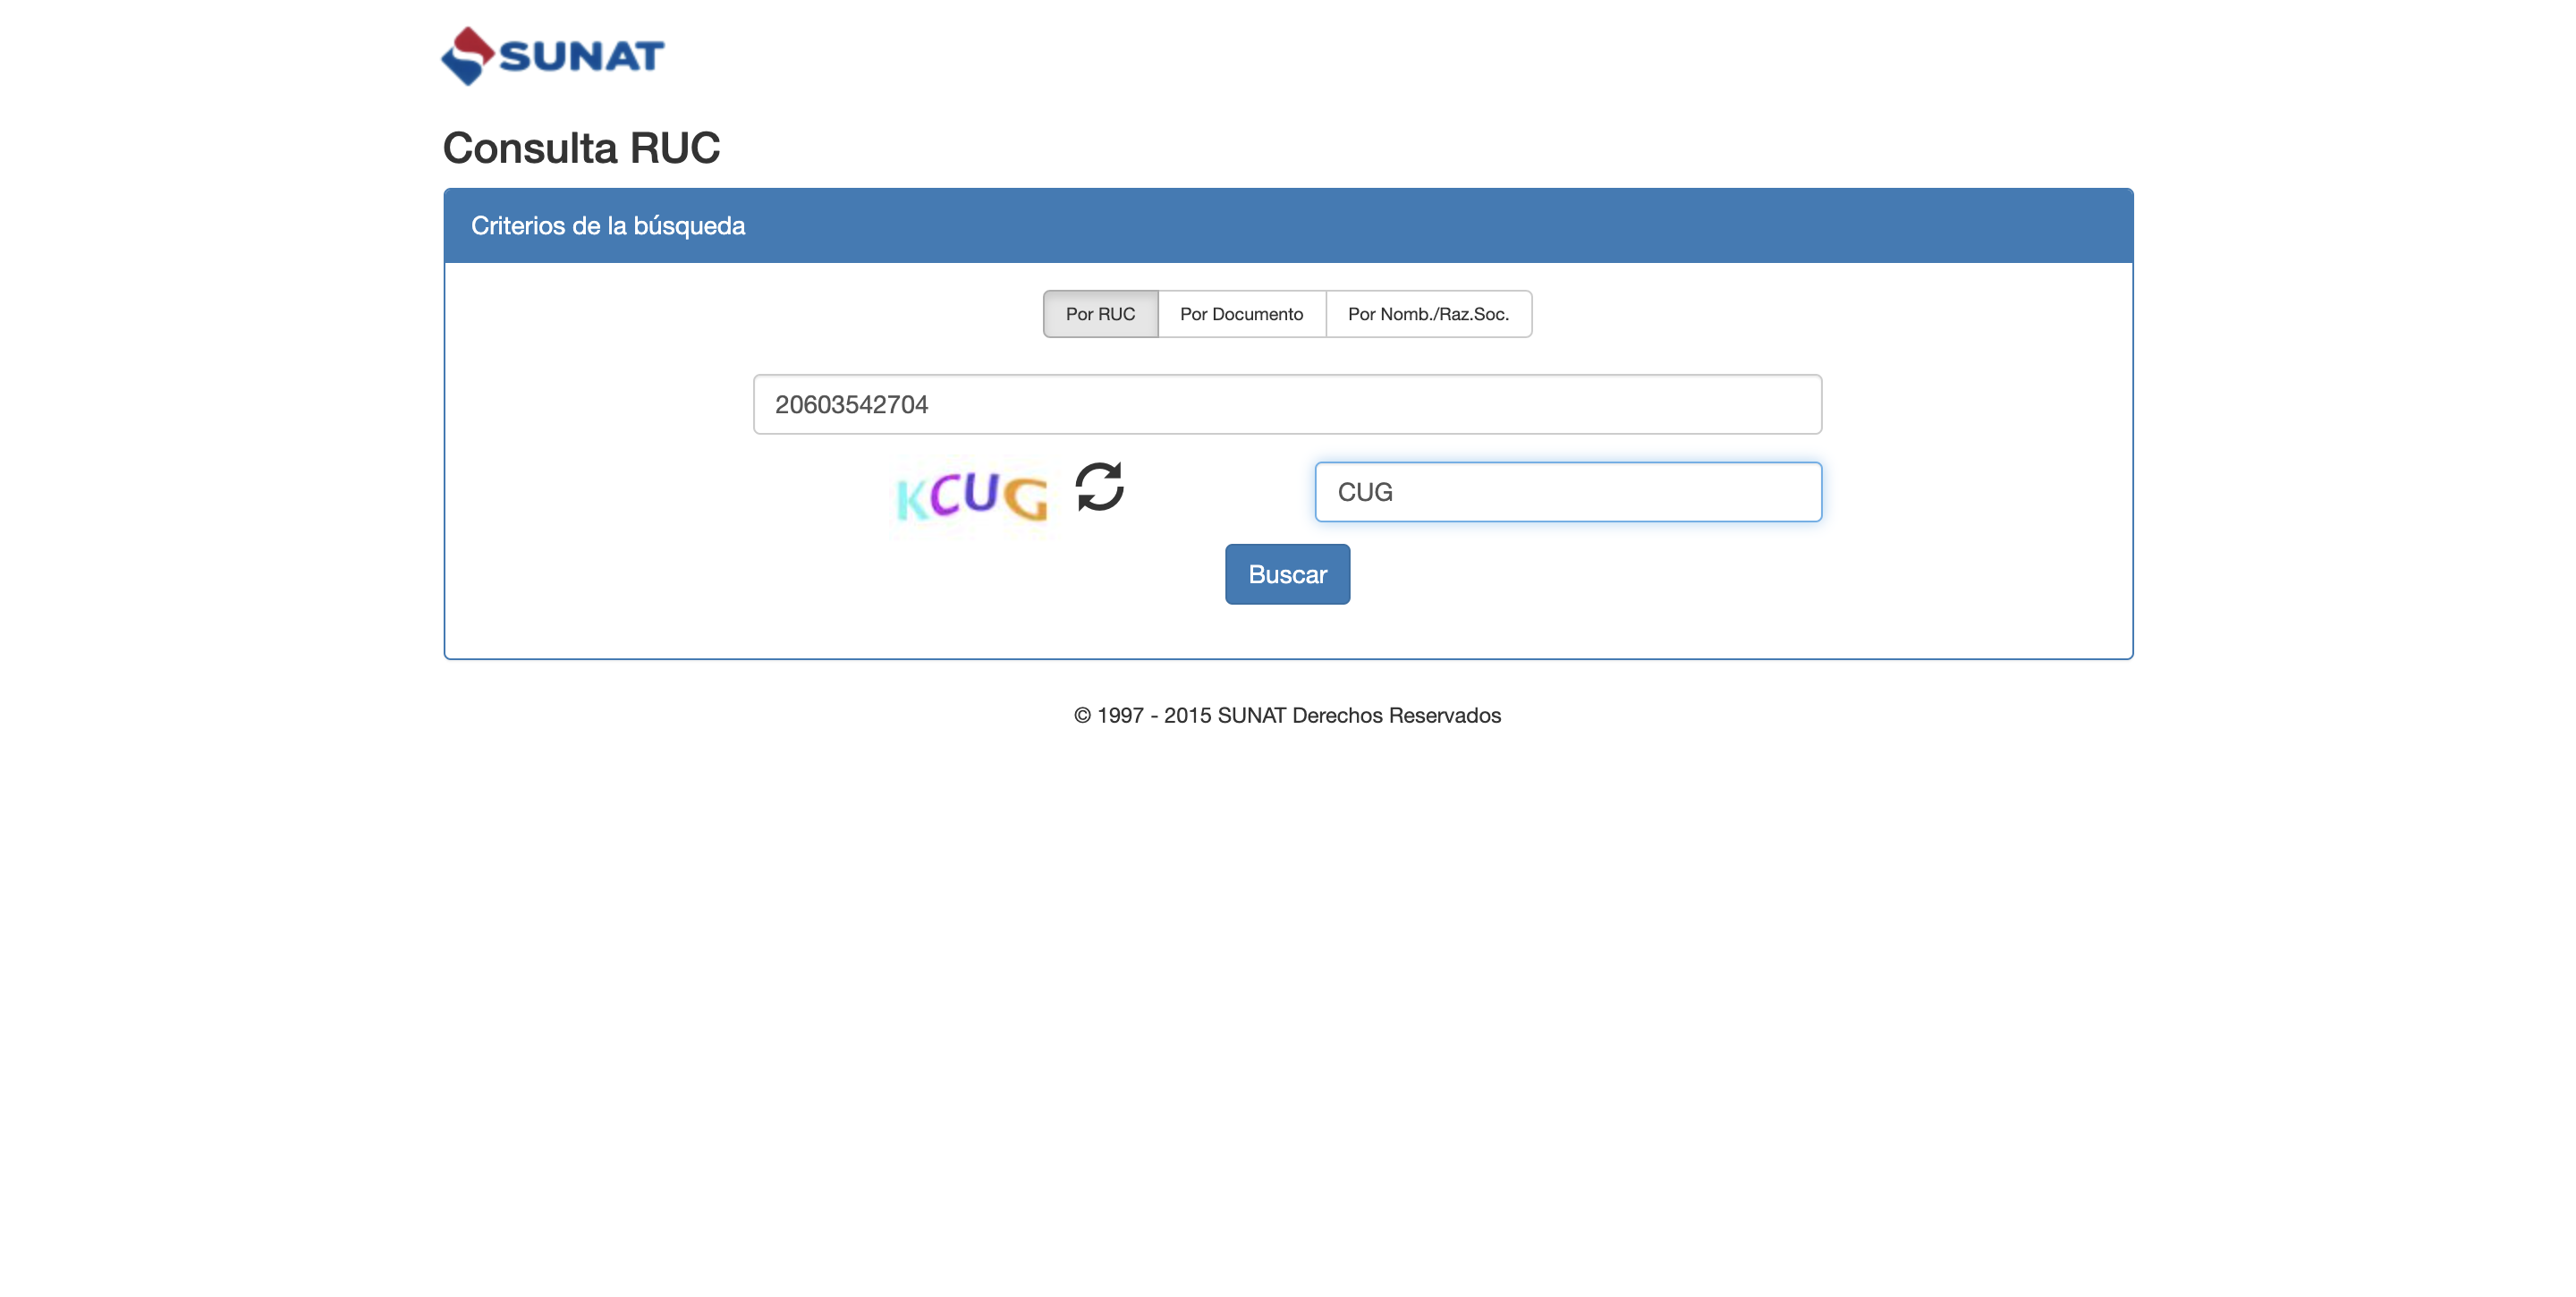 SUNAT
Consulta RUC
Criterios de la búsqueda
Por RUC Por Documento Por Nomb./Raz.Soc.
20603542704
KCUG CUG
Buscar
© 1997 - 2015 SUNAT Derechos Reservados